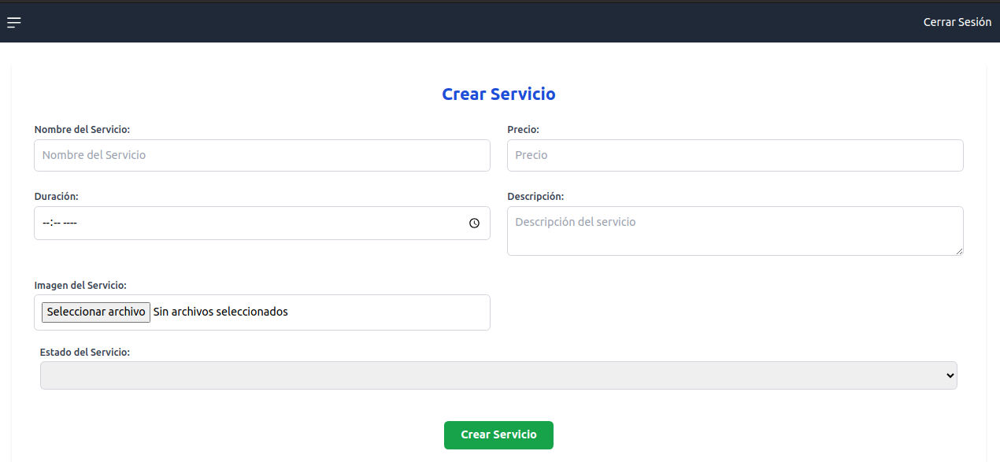 Cerrar Sesión
Crear Servicio
Nombre del Servicio:
Nombre del Servicio
Precio:
Precio
Duración:
--:-- ----
Descripción:
Descripción del servicio
Imagen del Servicio:
Seleccionar archivo Sin archivos seleccionados
Estado del Servicio:
Crear Servicio